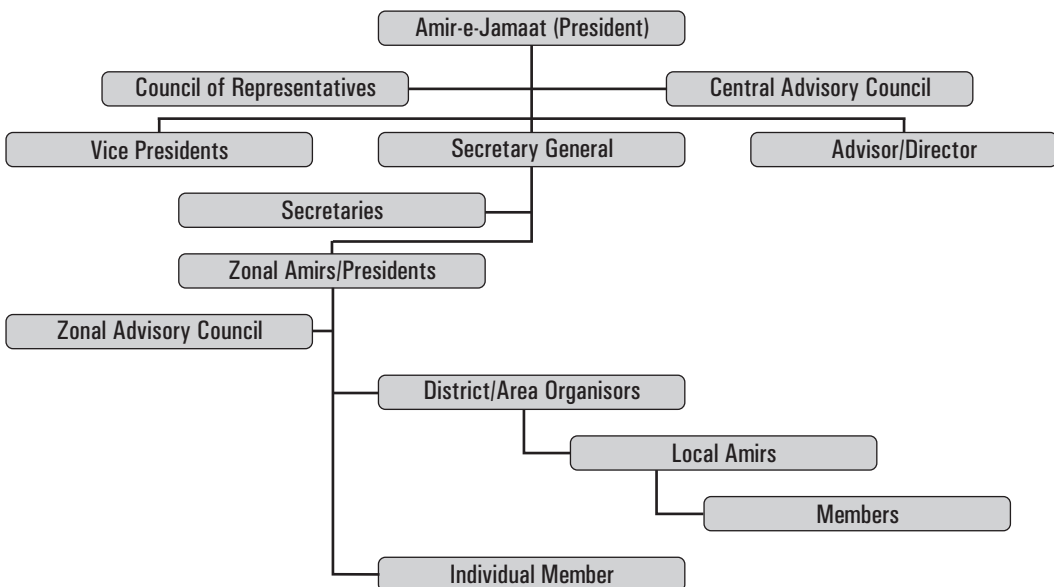 Amir-e-Jamaat (President)
Council of Representatives
Central Advisory Council
Vice Presidents
Secretary General
Advisor/Director
Secretaries
Zonal Amirs/Presidents
Zonal Advisory Council
District/Area Organisors
Local Amirs
Members
Individual Member